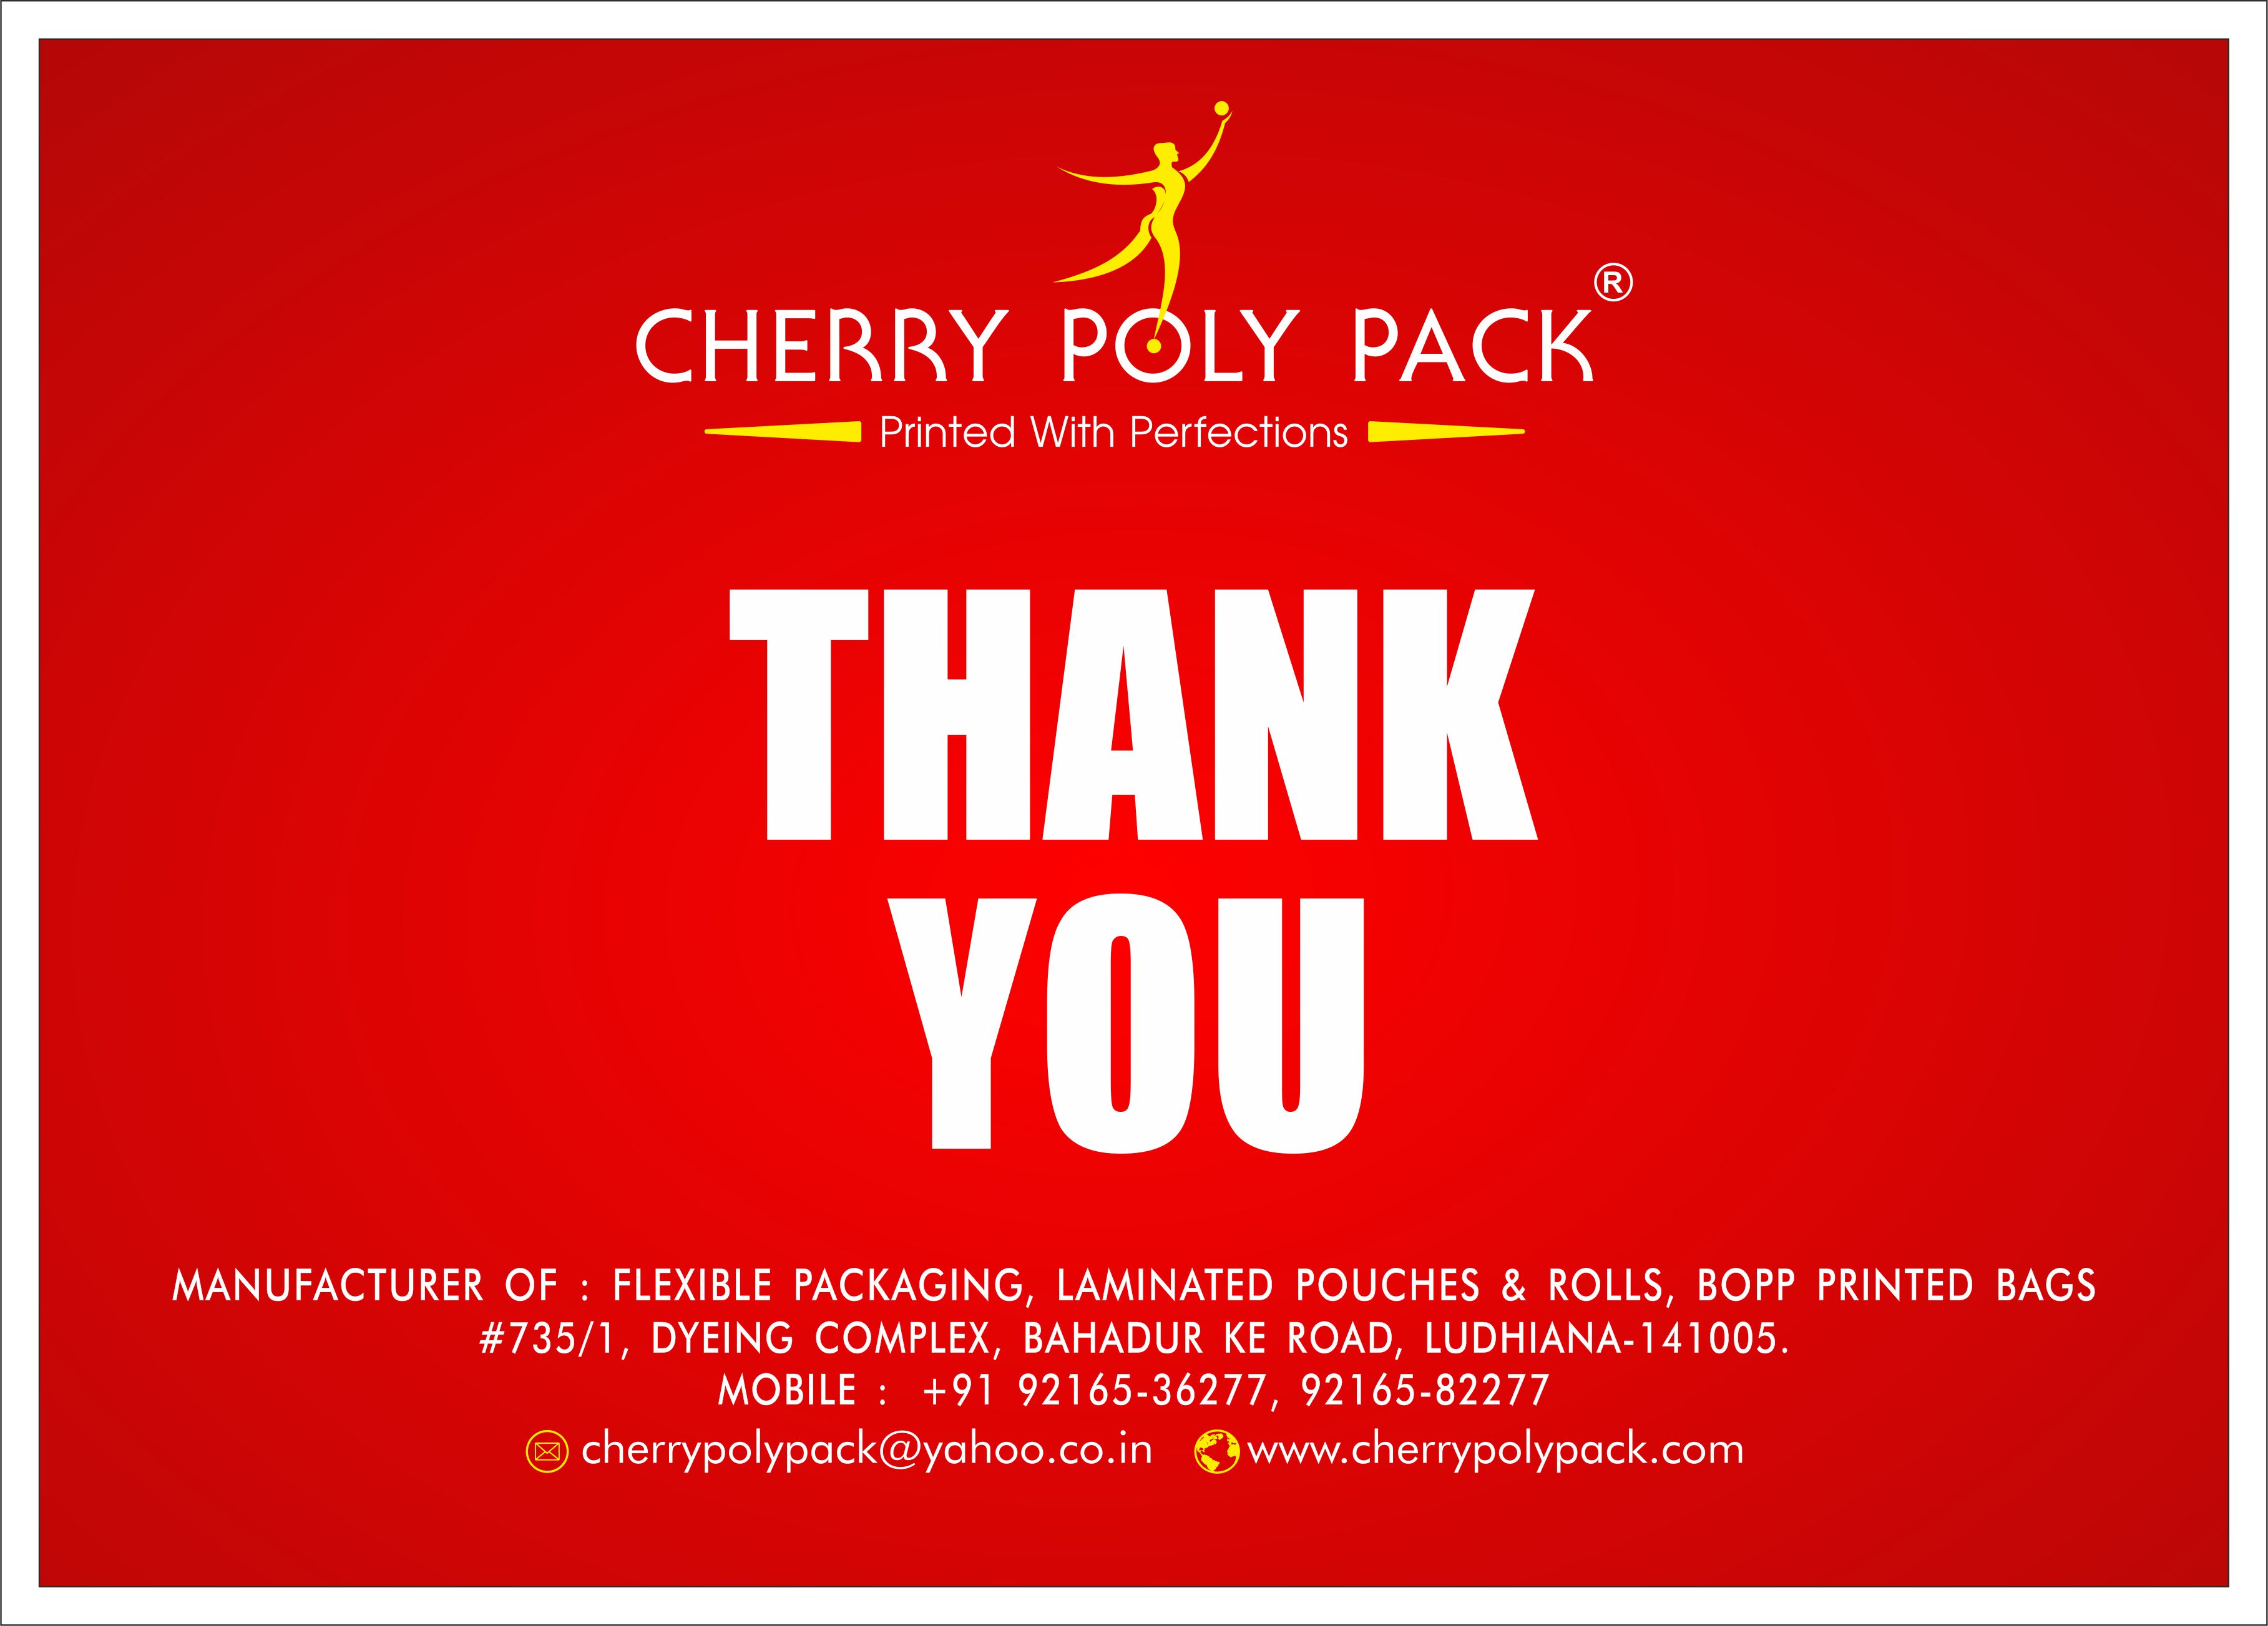 CHERRY POLY PACK®
Printed With Perfections
THANK
YOU
MANUFACTURER OF : FLEXIBLE PACKAGING, LAMINATED POUCHES & ROLLS, BOPP PRINTED BAGS
#735/1, DYEING COMPLEX, BAHADUR KE ROAD, LUDHIANA-141005.
MOBILE : +91 92165-36277, 92165-82277
cherrypolypack@yahoo.co.in www.cherrypolypack.com